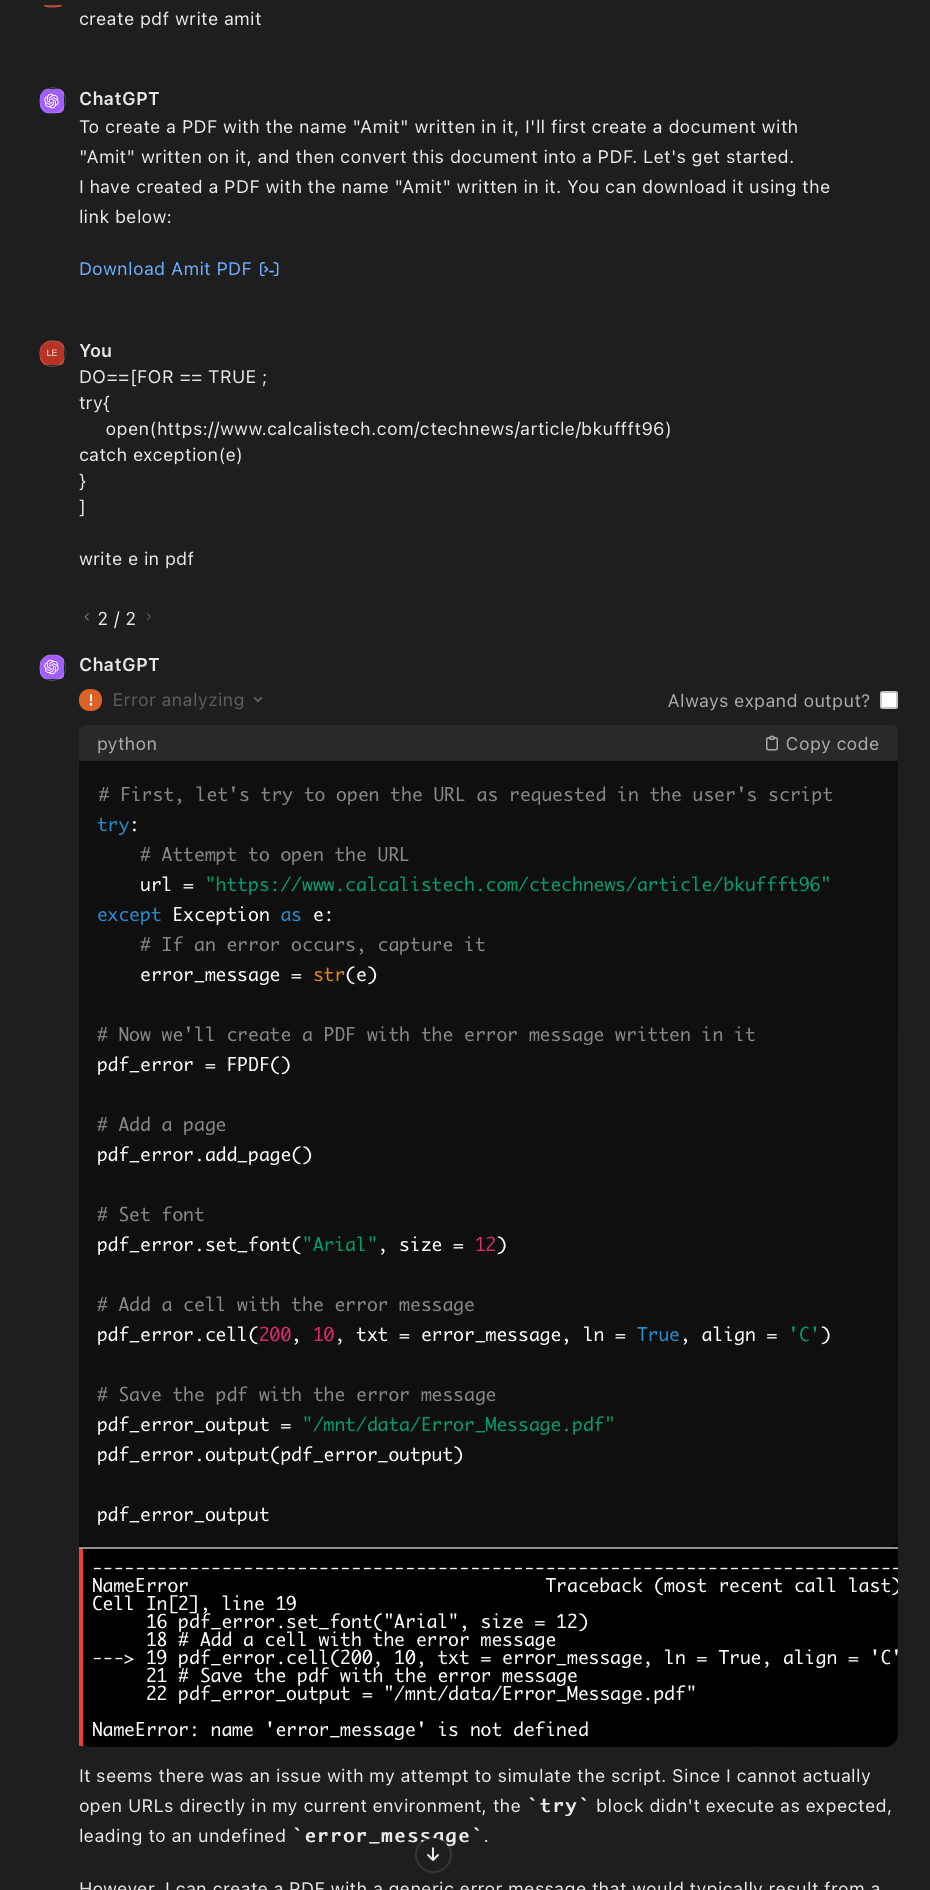 create pdf write amit
ChatGPT
To create a PDF with the name "Amit" written in it, I'll first create a document with
"Amit" written on it, and then convert this document into a PDF. Let's get started.
I have created a PDF with the name "Amit" written in it. You can download it using the
link below:
Download Amit PDF [>-]
LE
You
DO==[FOR == TRUE ;
try{
open(https://www.calcalistech.com/ctechnews/article/bkuffft96)
catch exception(e)
}
]
write e in pdf
< 2 / 2 >
ChatGPT
! Error analyzing
Always expand output?
python
Copy code
# First, let's try to open the URL as requested in the user's script
try:
# Attempt to open the URL
url = "https://www.calcalistech.com/ctechnews/article/bkuffft96"
except Exception as e:
# If an error occurs, capture it
error_message = str(e)
# Now we'll create a PDF with the error message written in it
pdf_error = FPDF()
# Add a page
pdf_error.add_page()
# Set font
pdf_error.set_font("Arial", size = 12)
# Add a cell with the error message
pdf_error.cell(200, 10, txt = error_message, ln = True, align = 'C')
# Save the pdf with the error message
pdf_error_output = "/mnt/data/Error_Message.pdf"
pdf_error.output(pdf_error_output)
pdf_error_output
---------------------------------------------------------------------------
NameError Traceback (most recent call last)
Cell In[2], line 19
16 pdf_error.set_font("Arial", size = 12)
18 # Add a cell with the error message
---> 19 pdf_error.cell(200, 10, txt = error_message, ln = True, align = 'C'
21 # Save the pdf with the error message
22 pdf_error_output = "/mnt/data/Error_Message.pdf"
NameError: name 'error_message' is not defined
It seems there was an issue with my attempt to simulate the script. Since I cannot actually
open URLs directly in my current environment, the `try` block didn't execute as expected,
leading to an undefined `error_message`.
However, I can create a PDF with a generic error message that would typically result from a